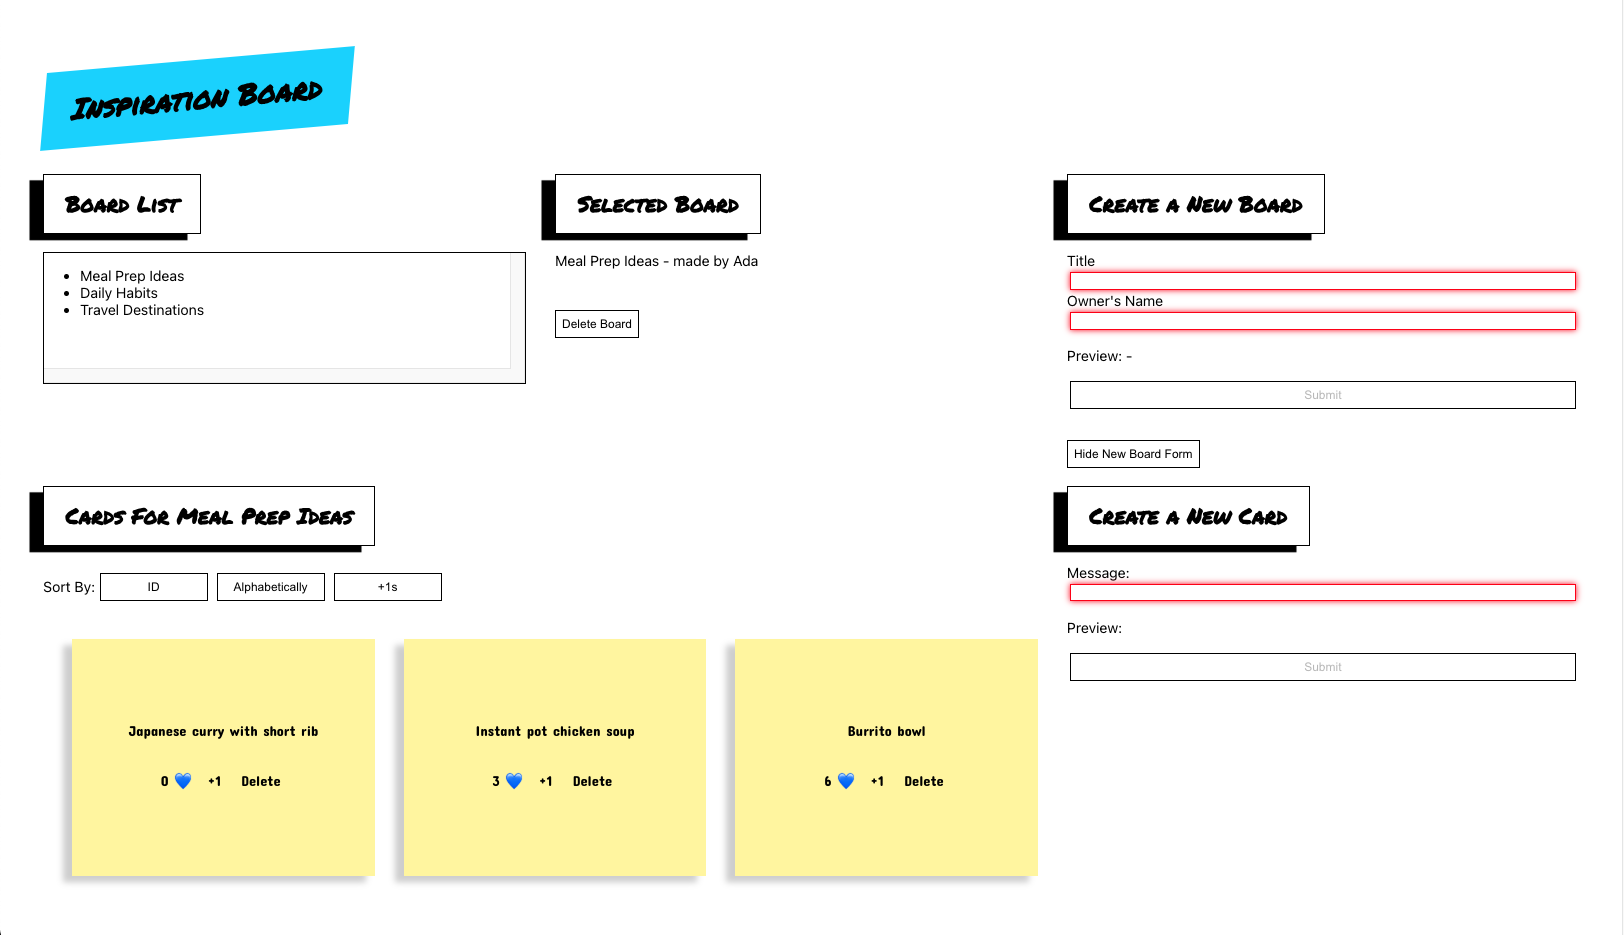 Inspiration Board
Board List
Meal Prep Ideas
Daily Habits
Travel Destinations
Selected Board
Meal Prep Ideas - made by Ada
Delete Board
Create a New Board
Title
Owner's Name
Preview: -
Submit
Hide New Board Form
Cards For Meal Prep Ideas
Sort By: ID Alphabetically +1s
Japanese curry with short rib
0 💙 +1 Delete
Instant pot chicken soup
3 💙 +1 Delete
Burrito bowl
6 💙 +1 Delete
Create a New Card
Message:
Preview:
Submit